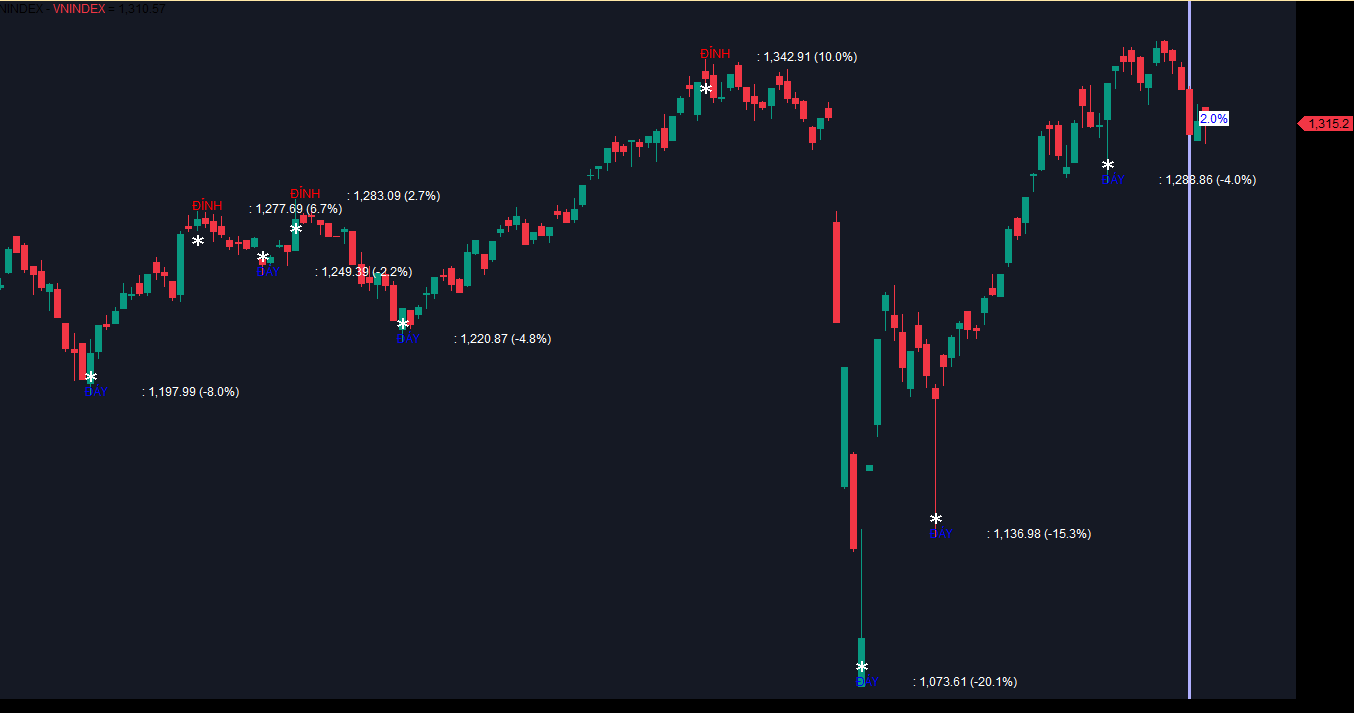 NINDEX - VNINDEX = 1,310.57
ĐỈNH
: 1,342.91 (10.0%)
2.0%
1,315.2
ĐÁY
: 1,288.86 (-4.0%)
ĐỈNH
: 1,283.09 (2.7%)
ĐỈNH
: 1,277.69 (6.7%)
ĐÁY
: 1,249.39 (-2.2%)
ĐÁY
: 1,220.87 (-4.8%)
ĐÁY
: 1,197.99 (-8.0%)
ĐÁY
: 1,136.98 (-15.3%)
ĐÁY
: 1,073.61 (-20.1%)